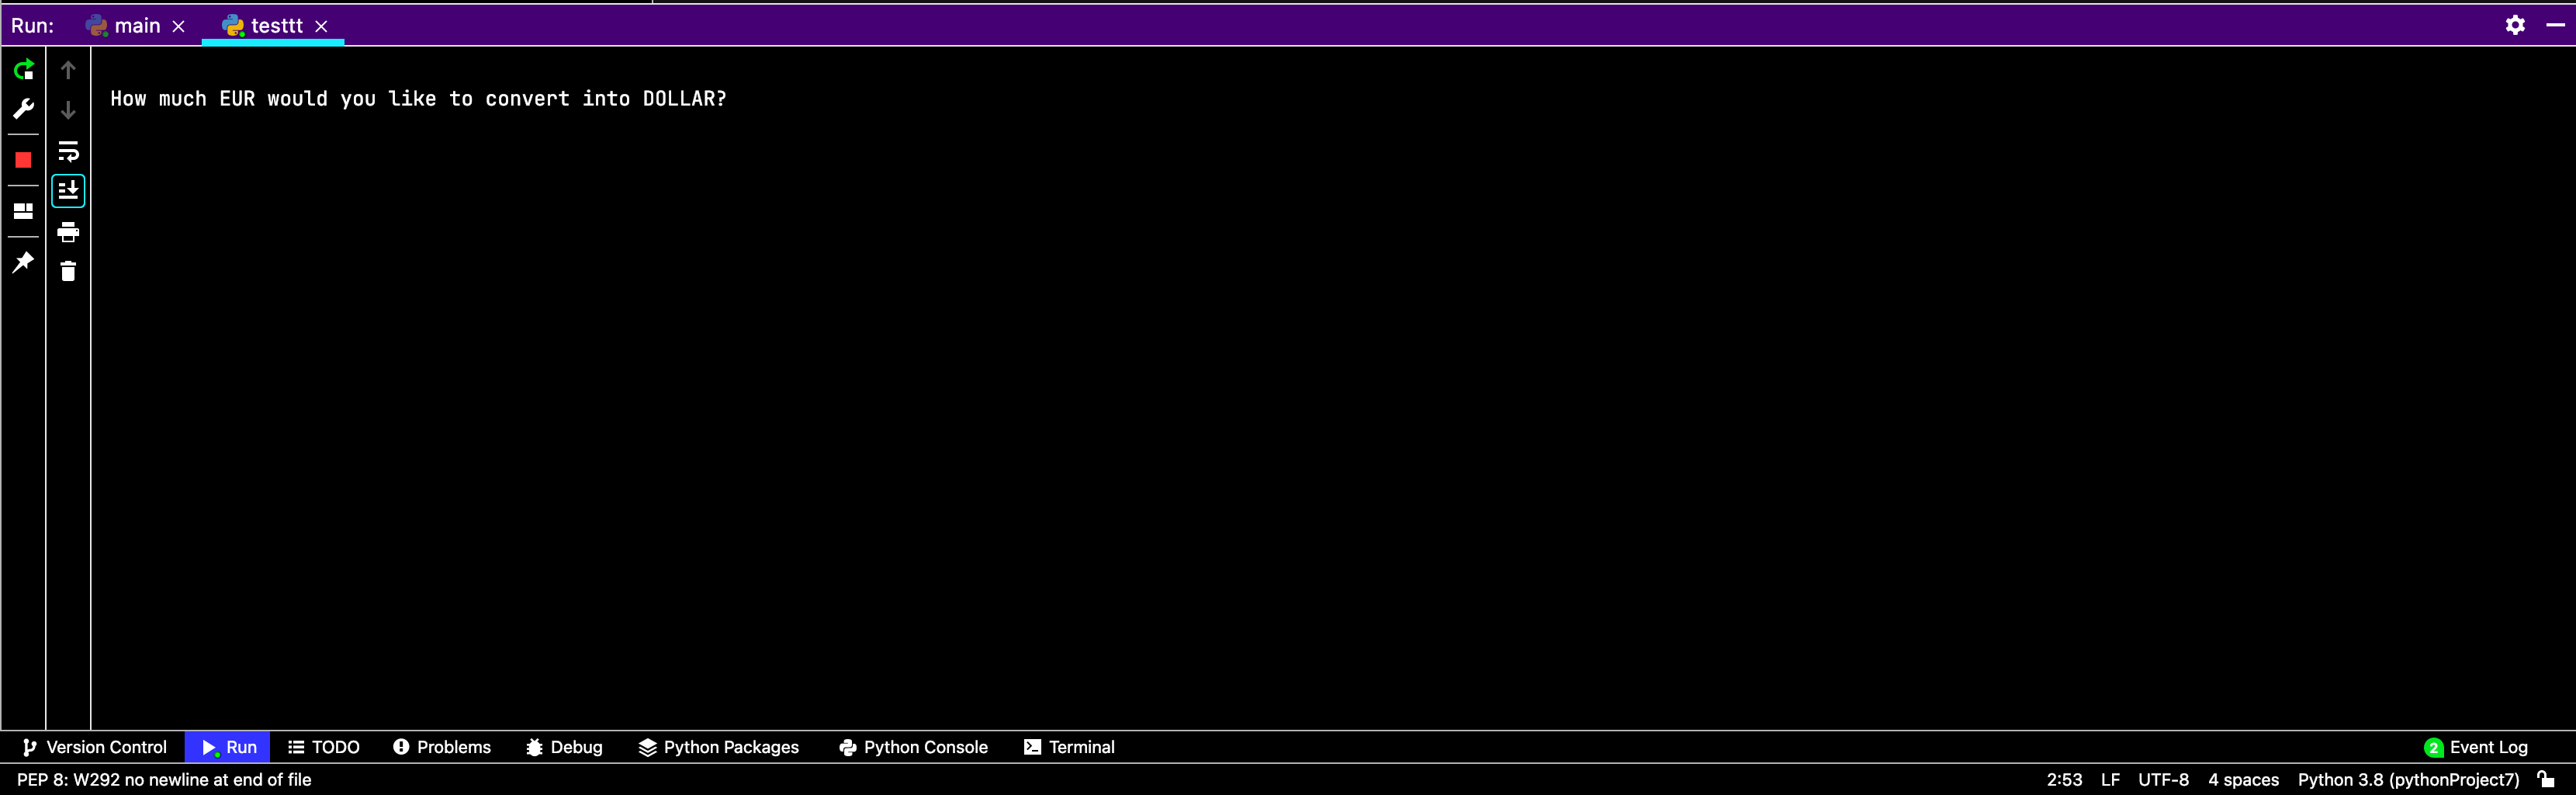 Run: main testtt
How much EUR would you like to convert into DOLLAR?
Version Control Run TODO Problems Debug Python Packages Python Console Terminal 2 Event Log
PEP 8: W292 no newline at end of file 2:53 LF UTF-8 4 spaces Python 3.8 (pythonProject7)